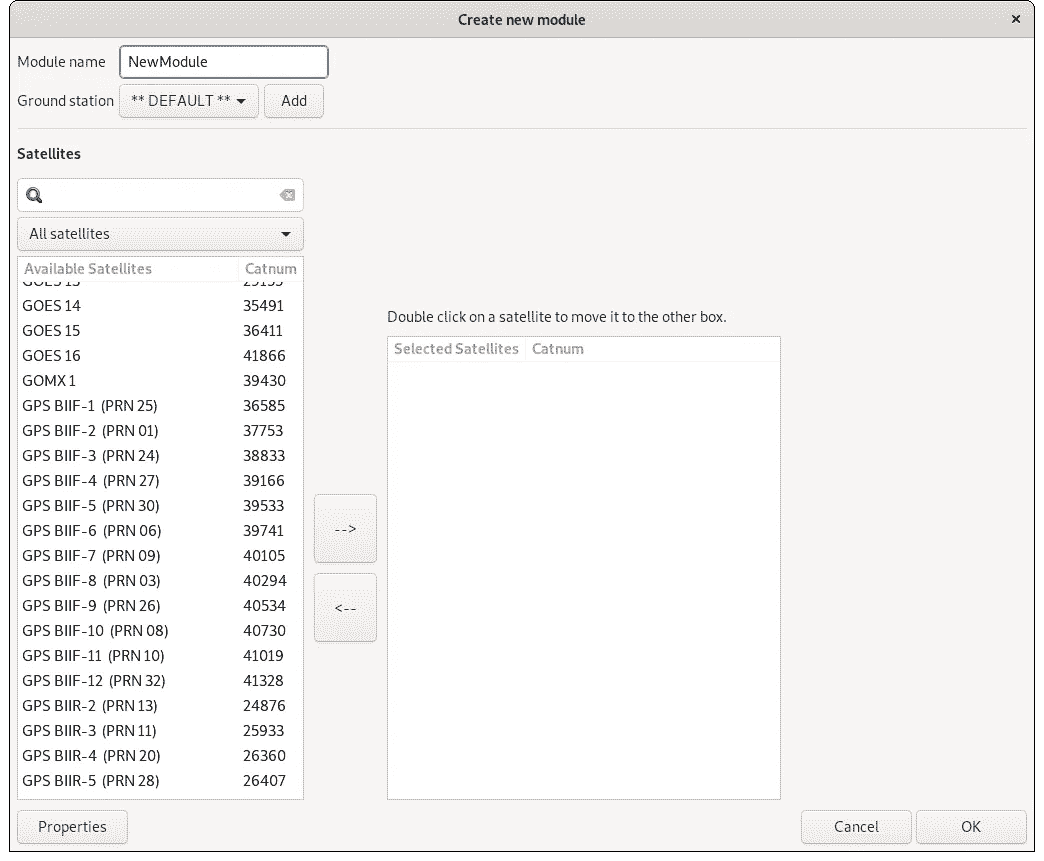 Create new module
Module name NewModule
Ground station ** DEFAULT ** Add
Satellites
All satellites
Available Satellites Catnum
GOES 13 29155
GOES 14 35491
GOES 15 36411
GOES 16 41866
GOMX 1 39430
GPS BIIF-1 (PRN 25) 36585
GPS BIIF-2 (PRN 01) 37753
GPS BIIF-3 (PRN 24) 38833
GPS BIIF-4 (PRN 27) 39166
GPS BIIF-5 (PRN 30) 39533
GPS BIIF-6 (PRN 06) 39741
GPS BIIF-7 (PRN 09) 40105
GPS BIIF-8 (PRN 03) 40294
GPS BIIF-9 (PRN 26) 40534
GPS BIIF-10 (PRN 08) 40730
GPS BIIF-11 (PRN 10) 41019
GPS BIIF-12 (PRN 32) 41328
GPS BIIR-2 (PRN 13) 24876
GPS BIIR-3 (PRN 11) 25933
GPS BIIR-4 (PRN 20) 26360
GPS BIIR-5 (PRN 28) 26407
-->
<--
Double click on a satellite to move it to the other box.
Selected Satellites Catnum
Properties
Cancel OK